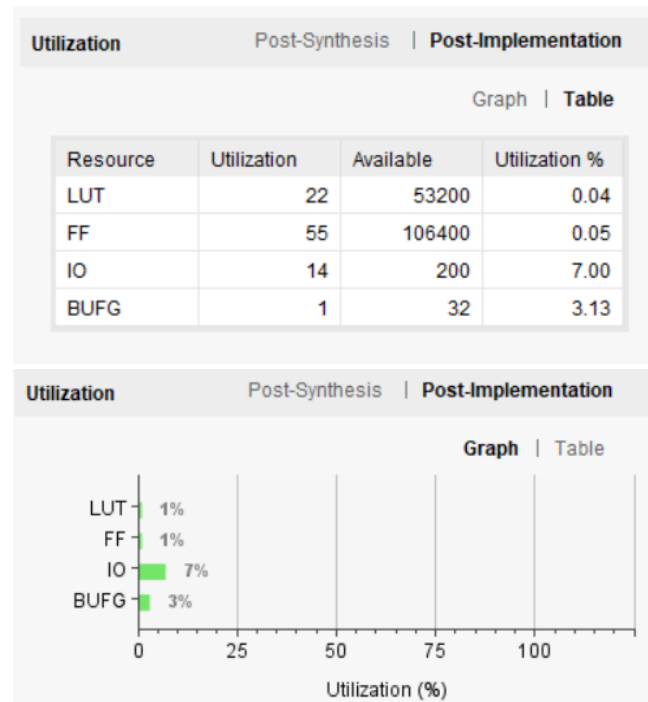 Utilization Post-Synthesis | Post-Implementation
Graph | Table
Resource Utilization Available Utilization %
LUT 22 53200 0.04
FF 55 106400 0.05
IO 14 200 7.00
BUFG 1 32 3.13
Utilization Post-Synthesis | Post-Implementation
Graph | Table
LUT 1%
FF 1%
IO 7%
BUFG 3%
0 25 50 75 100
Utilization (%)